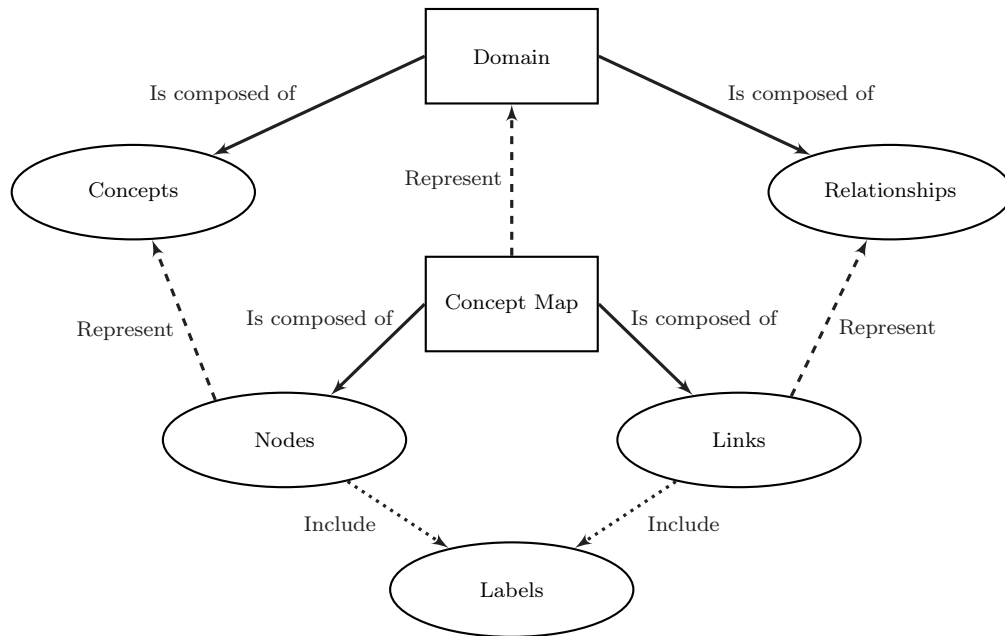 Domain
Is composed of
Is composed of
Represent
Concepts
Relationships
Concept Map
Is composed of
Is composed of
Represent
Represent
Nodes
Links
Include
Include
Labels